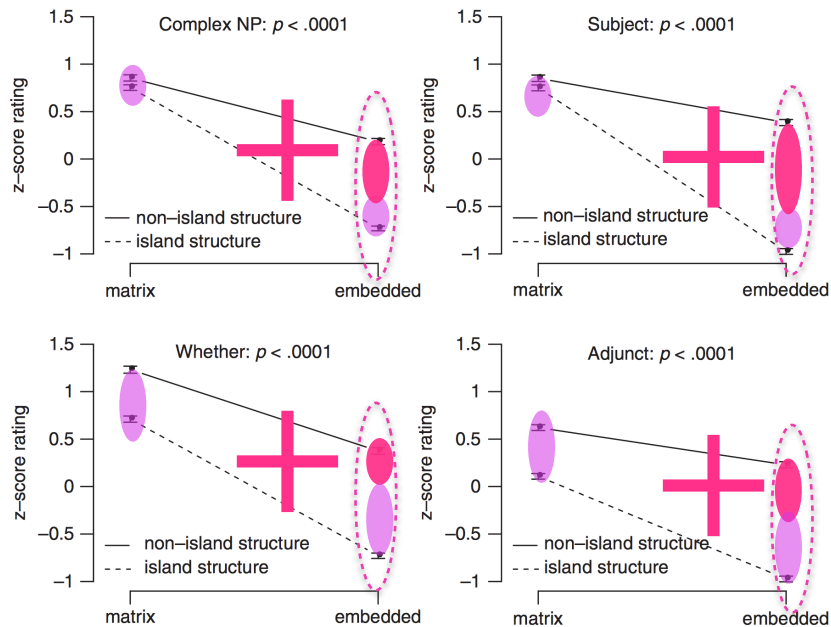 Complex NP: p < .0001
1.5
1
0.5
0
−0.5
−1
z–score rating
non–island structure
island structure
matrix
embedded
Subject: p < .0001
1.5
1
0.5
0
−0.5
−1
z–score rating
non–island structure
island structure
matrix
embedded
Whether: p < .0001
1.5
1
0.5
0
−0.5
−1
z–score rating
non–island structure
island structure
matrix
embedded
Adjunct: p < .0001
1.5
1
0.5
0
−0.5
−1
z–score rating
non–island structure
island structure
matrix
embedded